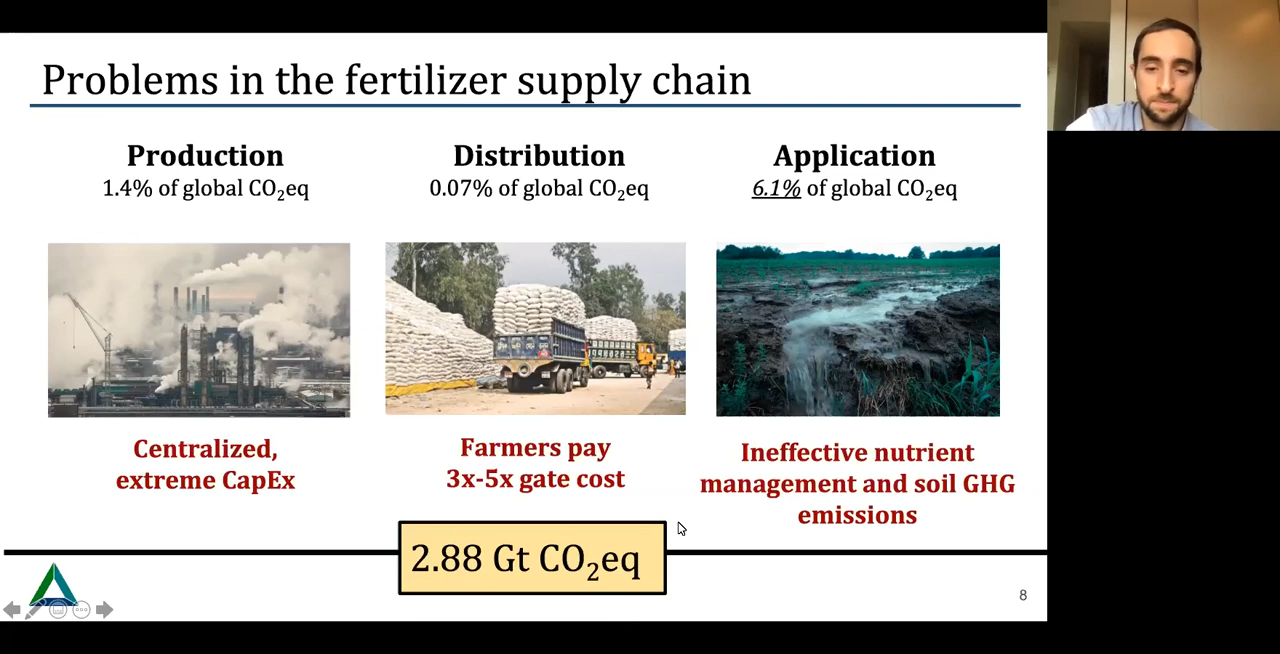 Problems in the fertilizer supply chain
Production
1.4% of global CO₂eq
Distribution
0.07% of global CO₂eq
Application
6.1% of global CO₂eq
Centralized,
extreme CapEx
Farmers pay
3x-5x gate cost
Ineffective nutrient
management and soil GHG
emissions
2.88 Gt CO₂eq
8